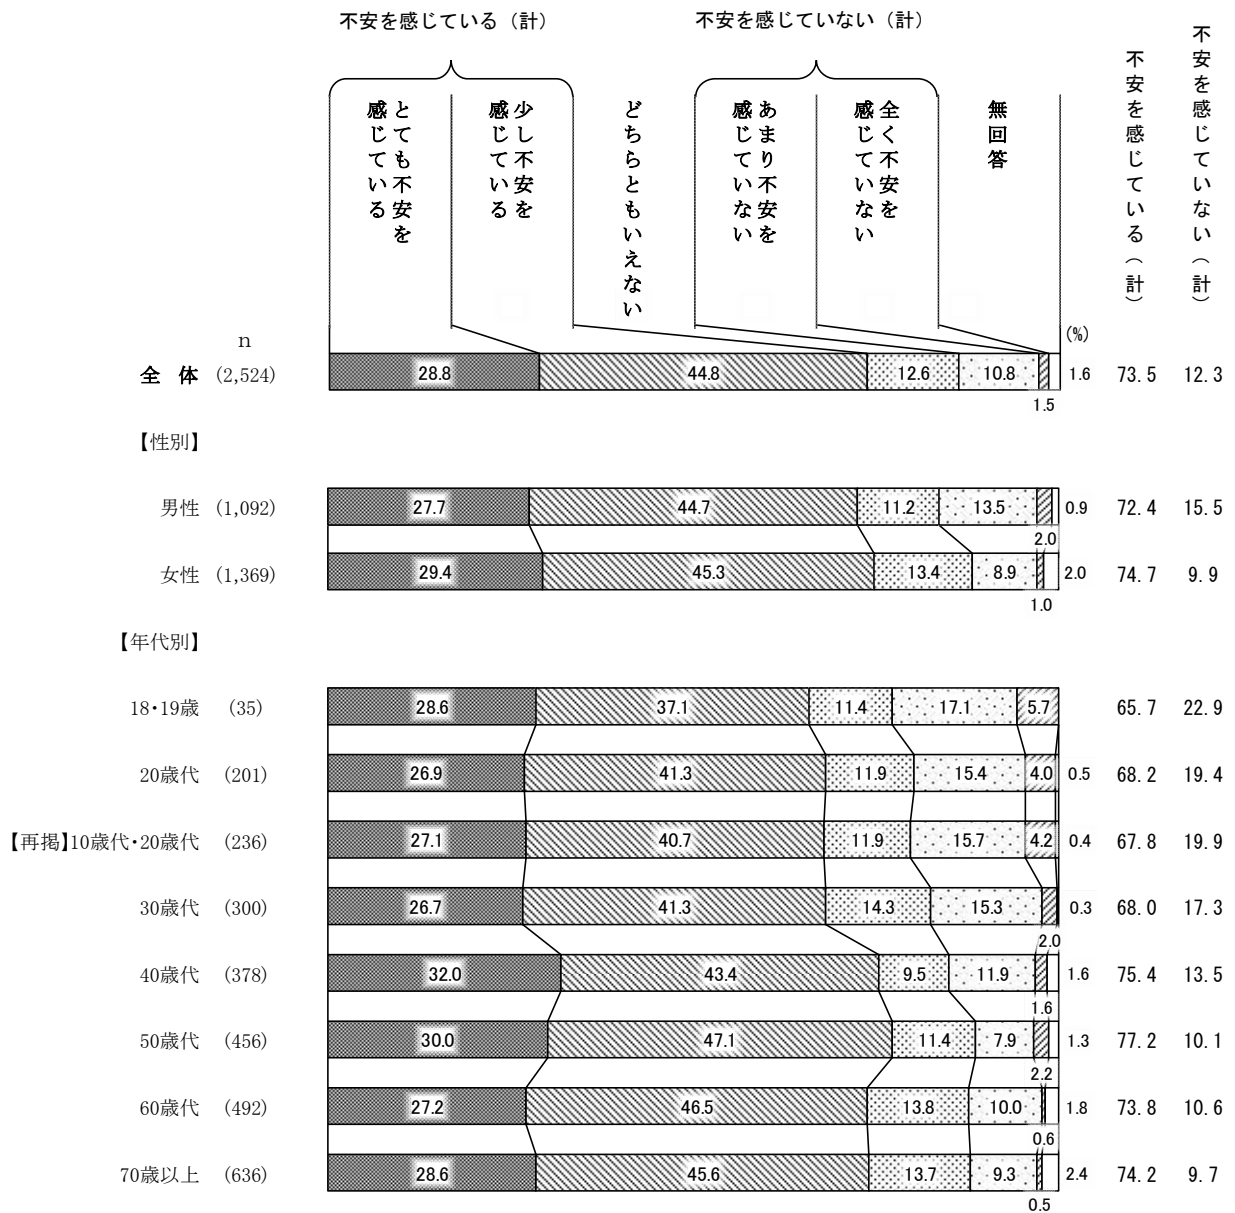 不安を感じている（計）
不安を感じていない（計）
とても不安を
感じている
少し不安を
感じている
どちらともいえない
あまり不安を
感じていない
全く不安を
感じていない
無回答
不安を感じている（計）
不安を感じていない（計）
n
(%)
全 体 (2,524) 28.8 44.8 12.6 10.8 1.6 73.5 12.3
1.5
【性別】
男性 (1,092) 27.7 44.7 11.2 13.5 0.9 72.4 15.5
2.0
女性 (1,369) 29.4 45.3 13.4 8.9 2.0 74.7 9.9
1.0
【年代別】
18・19歳 (35) 28.6 37.1 11.4 17.1 5.7 65.7 22.9
20歳代 (201) 26.9 41.3 11.9 15.4 4.0 0.5 68.2 19.4
【再掲】10歳代・20歳代 (236) 27.1 40.7 11.9 15.7 4.2 0.4 67.8 19.9
30歳代 (300) 26.7 41.3 14.3 15.3 0.3 68.0 17.3
2.0
40歳代 (378) 32.0 43.4 9.5 11.9 1.6 75.4 13.5
1.6
50歳代 (456) 30.0 47.1 11.4 7.9 1.3 77.2 10.1
2.2
60歳代 (492) 27.2 46.5 13.8 10.0 1.8 73.8 10.6
0.6
70歳以上 (636) 28.6 45.6 13.7 9.3 2.4 74.2 9.7
0.5